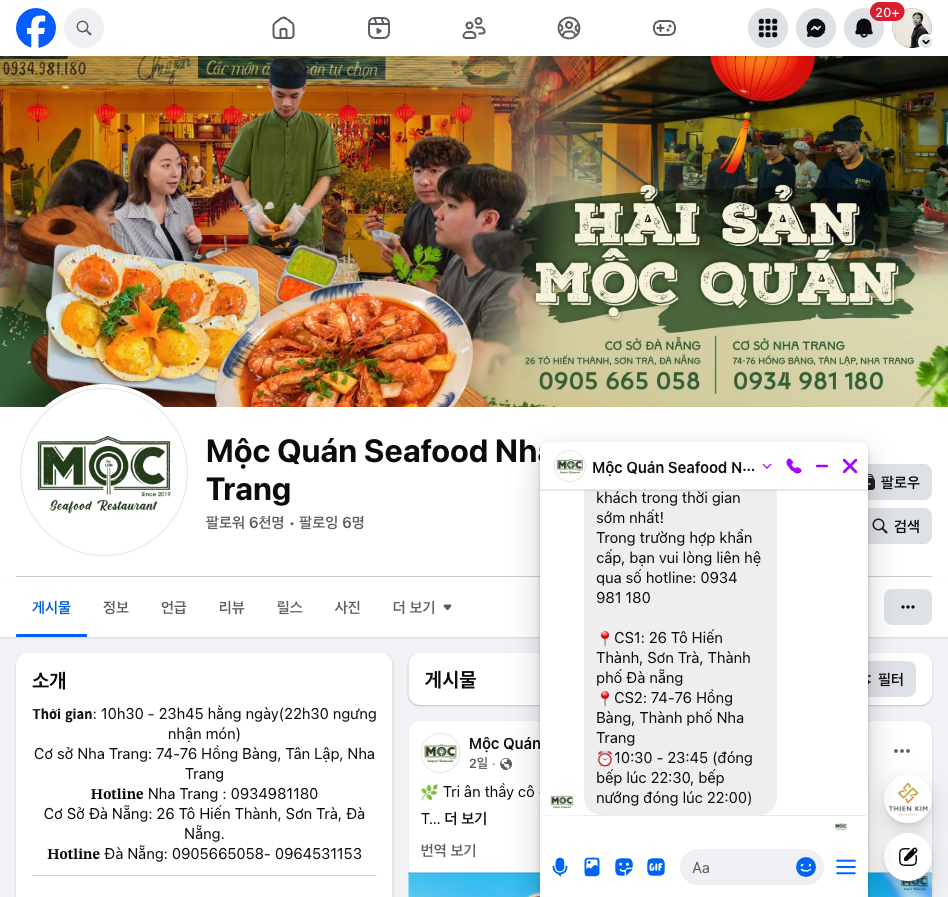 20+
0934.981.180
Chuyên
Các món
tự chọn
HẢI SẢN
MỘC QUÁN
CƠ SỞ ĐÀ NẴNG
26 TÔ HIẾN THÀNH, SƠN TRÀ, ĐÀ NẴNG
0905 665 058
CƠ SỞ NHA TRANG
74-76 HỒNG BÀNG, TÂN LẬP, NHA TRANG
0934 981 180
MỘC
Since 2019
Seafood Restaurant
Mộc Quán Seafood Nha
Trang
팔로워 6천명 · 팔로잉 6명
팔로우
검색
게시물
정보
언급
리뷰
릴스
사진
더 보기
소개
Thời gian: 10h30 - 23h45 hằng ngày(22h30 ngưng
nhận món)
Cơ sở Nha Trang: 74-76 Hồng Bàng, Tân Lập, Nha
Trang
Hotline Nha Trang : 0934981180
Cơ Sở Đà Nẵng: 26 Tô Hiến Thành, Sơn Trà, Đà
Nẵng.
Hotline Đà Nẵng: 0905665058- 0964531153
게시물
필터
MỘC
Mộc Quán
2일 ·
🌿 Tri ân thầy cô
T... 더 보기
번역 보기
MỘC
Mộc Quán Seafood N...
khách trong thời gian
sớm nhất!
Trong trường hợp khẩn
cấp, bạn vui lòng liên hệ
qua số hotline: 0934
981 180
📍CS1: 26 Tô Hiến
Thành, Sơn Trà, Thành
phố Đà nẵng
📍CS2: 74-76 Hồng
Bàng, Thành phố Nha
Trang
⏰10:30 - 23:45 (đóng
bếp lúc 22:30, bếp
nướng đóng lúc 22:00)
MỘC
MỘC
GIF
Aa
THIEN KIM
MỘC